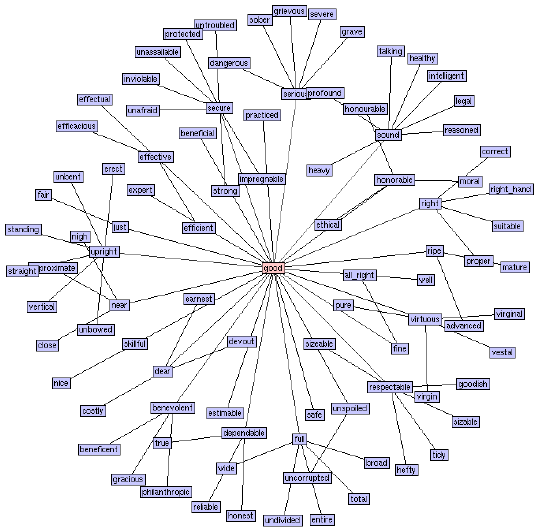 untroubled
sober
grievous
severe
protected
grave
talking
unassailable
dangerous
healthy
inviolable
intelligent
effectual
serious
profound
legal
unafraid
secure
practiced
honourable
efficacious
beneficial
sound
reasoned
effective
correct
unbent
erect
heavy
expert
strong
impregnable
honorable
moral
right_hand
fair
right
standing
nigh
just
efficient
ethical
suitable
upright
ripe
proper
mature
straight
proximate
good
all_right
well
vertical
near
earnest
pure
virtuous
virginal
close
unbowed
skillful
devout
sizeable
fine
advanced
vestal
nice
dear
respectable
goodish
virgin
costly
benevolent
estimable
safe
unspoiled
sizable
dependable
beneficent
true
full
tidy
wide
broad
hefty
gracious
philanthropic
uncorrupted
total
reliable
honest
undivided
entire